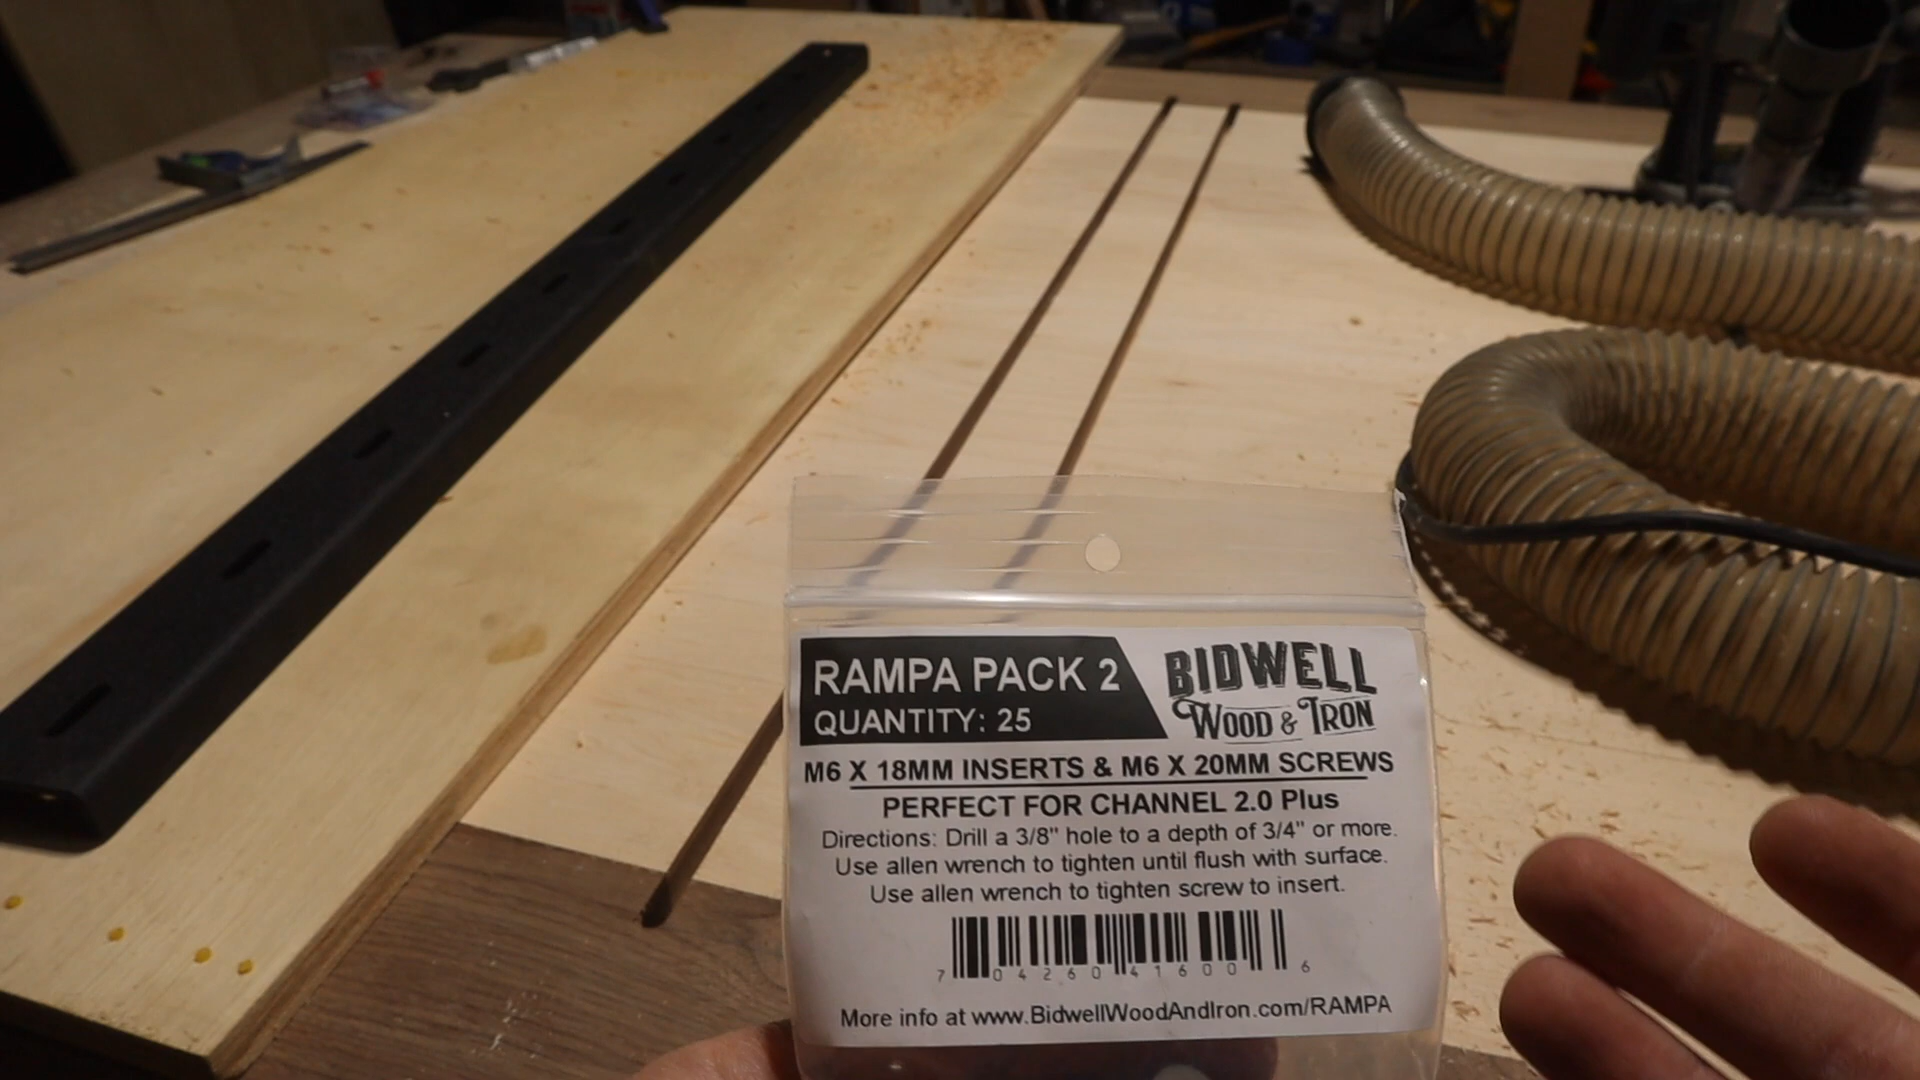 RAMPA PACK 2
QUANTITY: 25
BIDWELL
WOOD & IRON
M6 X 18MM INSERTS & M6 X 20MM SCREWS
PERFECT FOR CHANNEL 2.0 Plus
Directions: Drill a 3/8" hole to a depth of 3/4" or more.
Use allen wrench to tighten until flush with surface.
Use allen wrench to tighten screw to insert.
7 04260 41600 6
More info at www.BidwellWoodAndIron.com/RAMPA